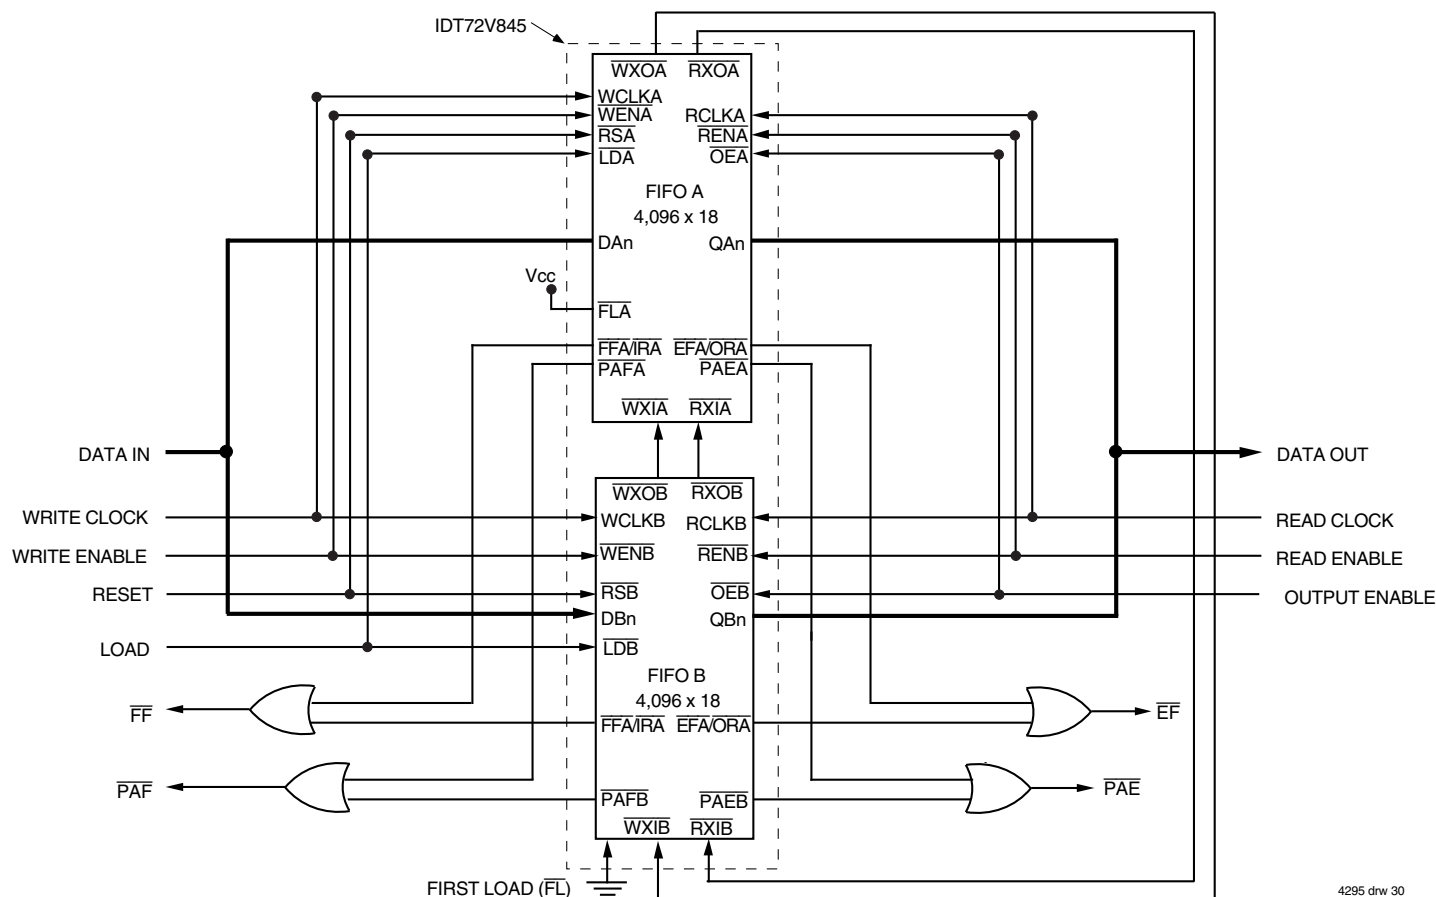 IDT72V845
WXOA RXOA
WCLKA
WENA RCLKA
RSA RENA
LDA OEA
FIFO A
4,096 x 18
DAn QAn
Vcc
FLA
FFA/IRA EFA/ORA
PAFA PAEA
WXIA RXIA
DATA IN DATA OUT
WXOB RXOB
WRITE CLOCK WCLKB RCLKB READ CLOCK
WRITE ENABLE WENB RENB READ ENABLE
RESET RSB OEB OUTPUT ENABLE
DBn QBn
LOAD LDB
FIFO B
4,096 x 18
FF FFA/IRA EFA/ORA EF
PAF PAFB PAEB PAE
WXIB RXIB
FIRST LOAD (FL)
4295 drw 30